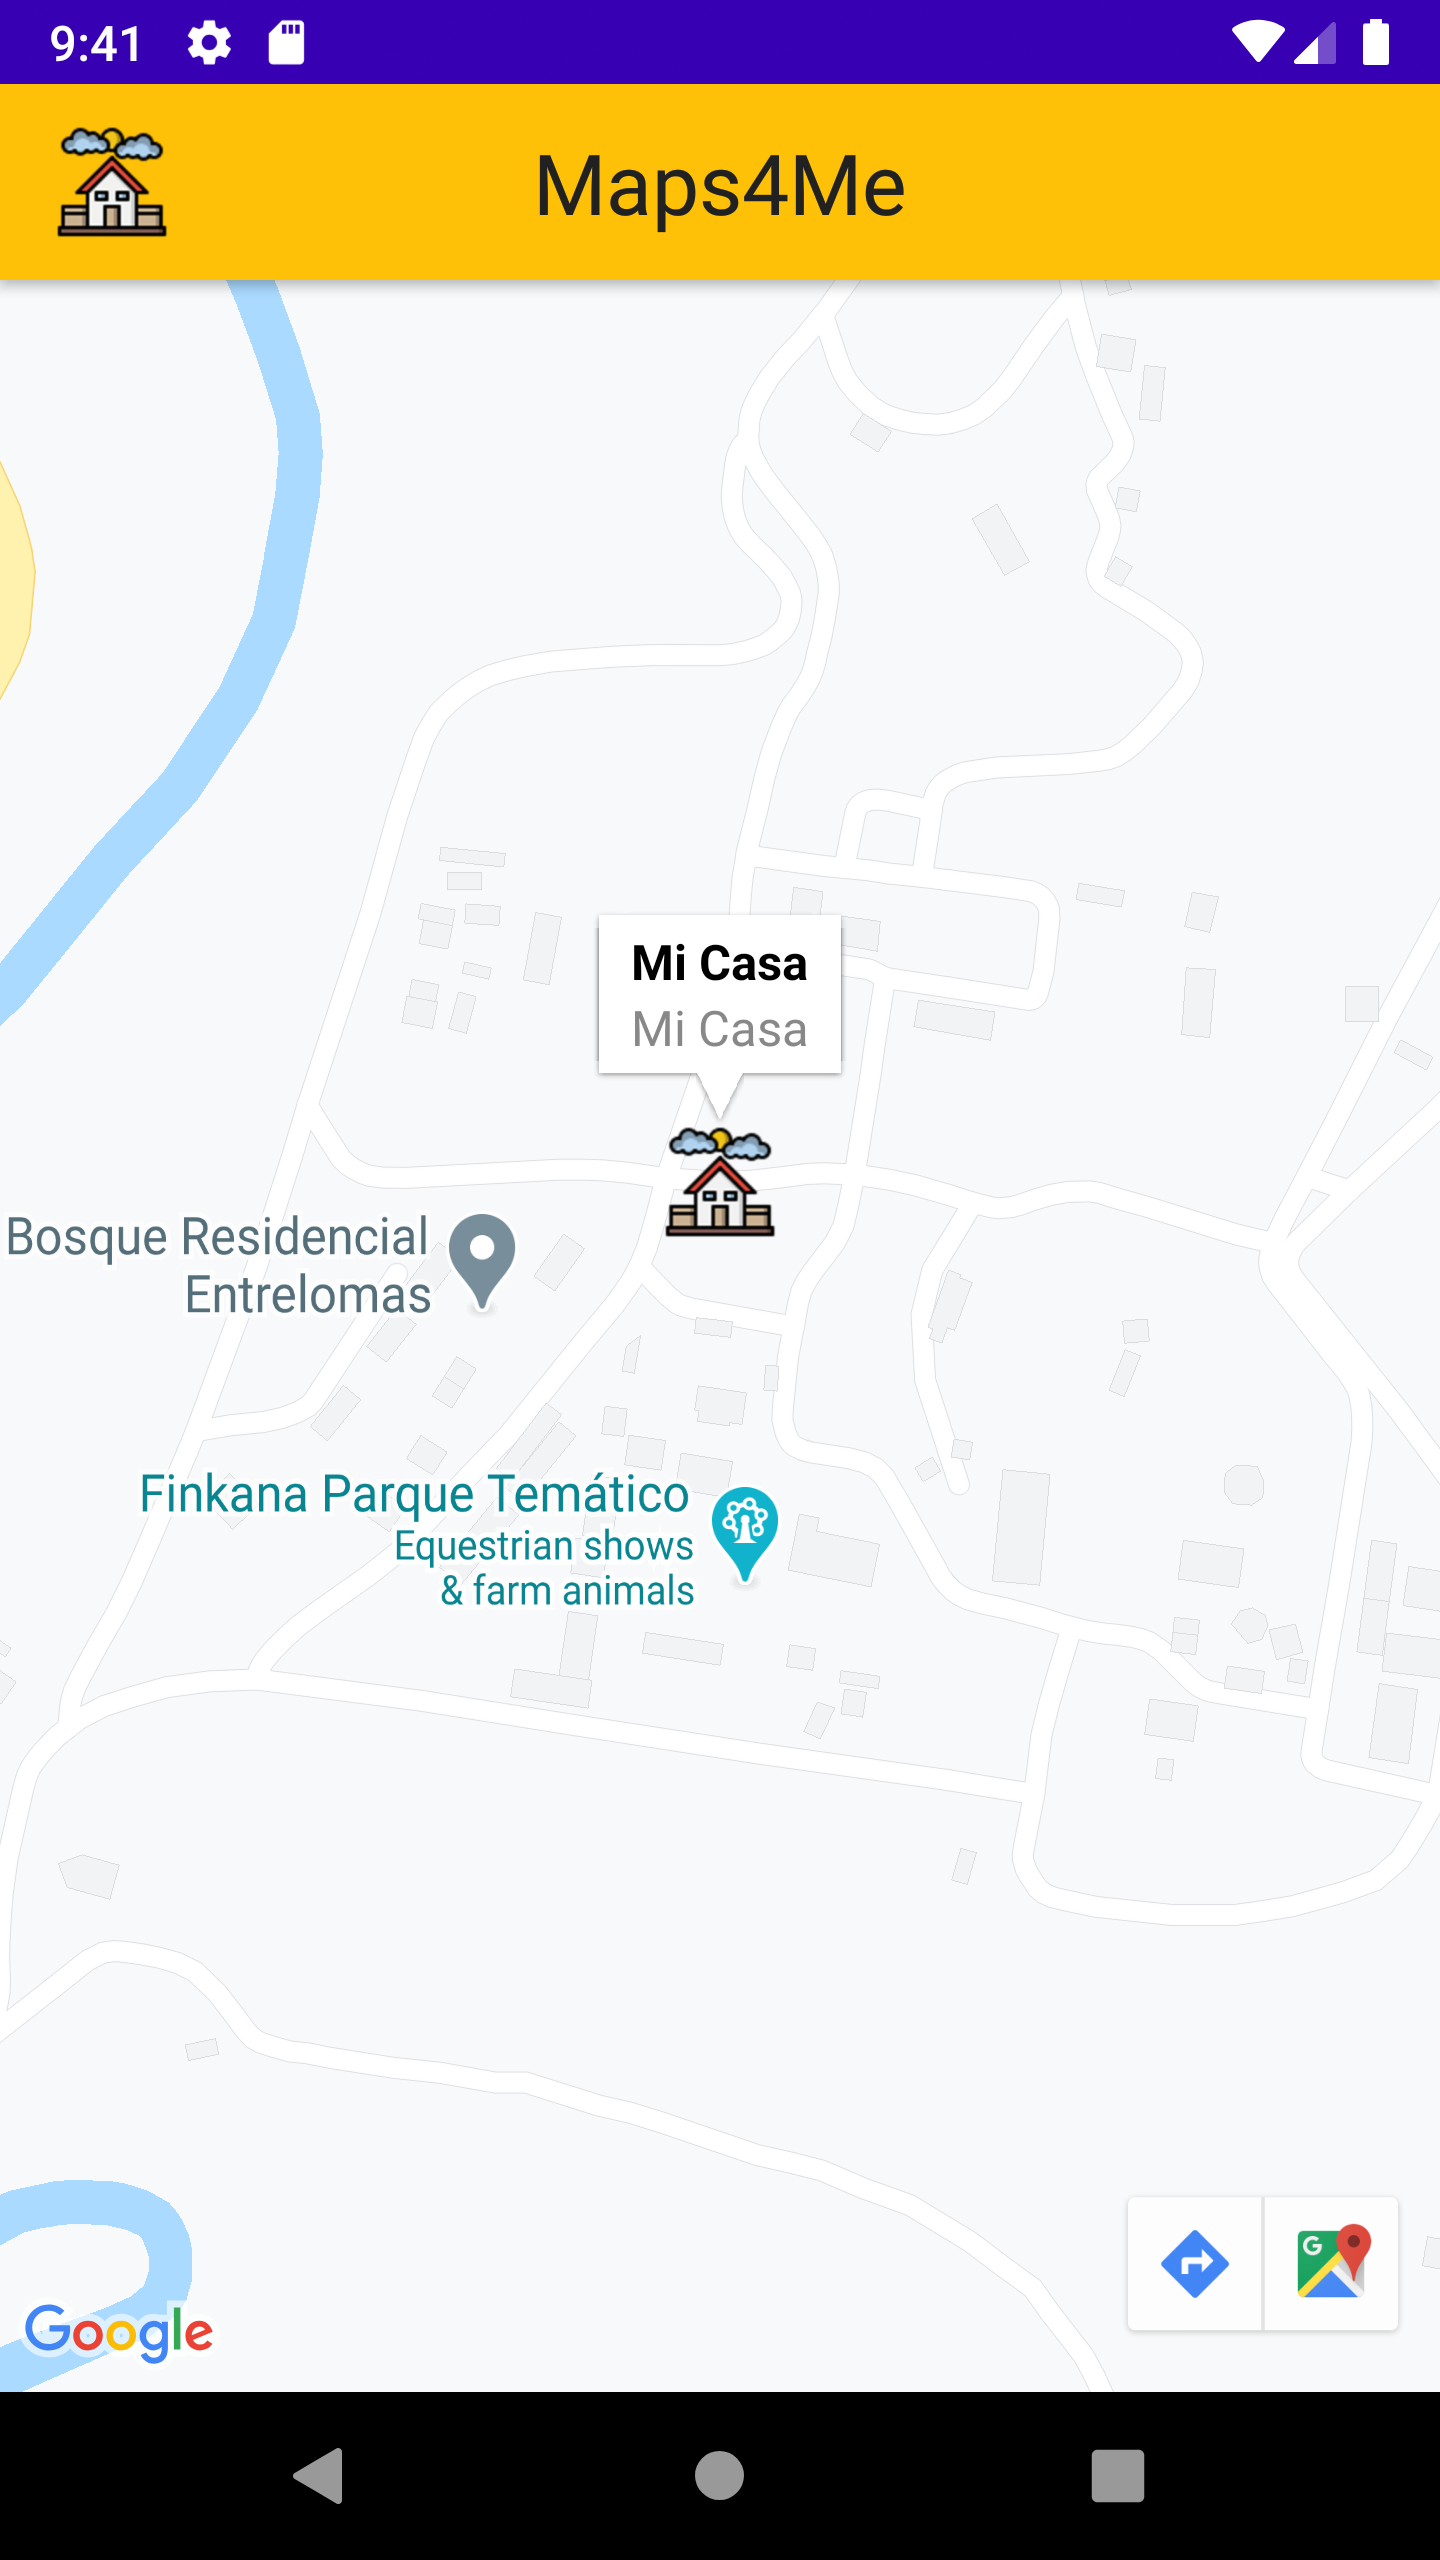 9:41
Maps4Me
Mi Casa
Mi Casa
Bosque Residencial
Entrelomas
Finkana Parque Temático
Equestrian shows
& farm animals
G
Google